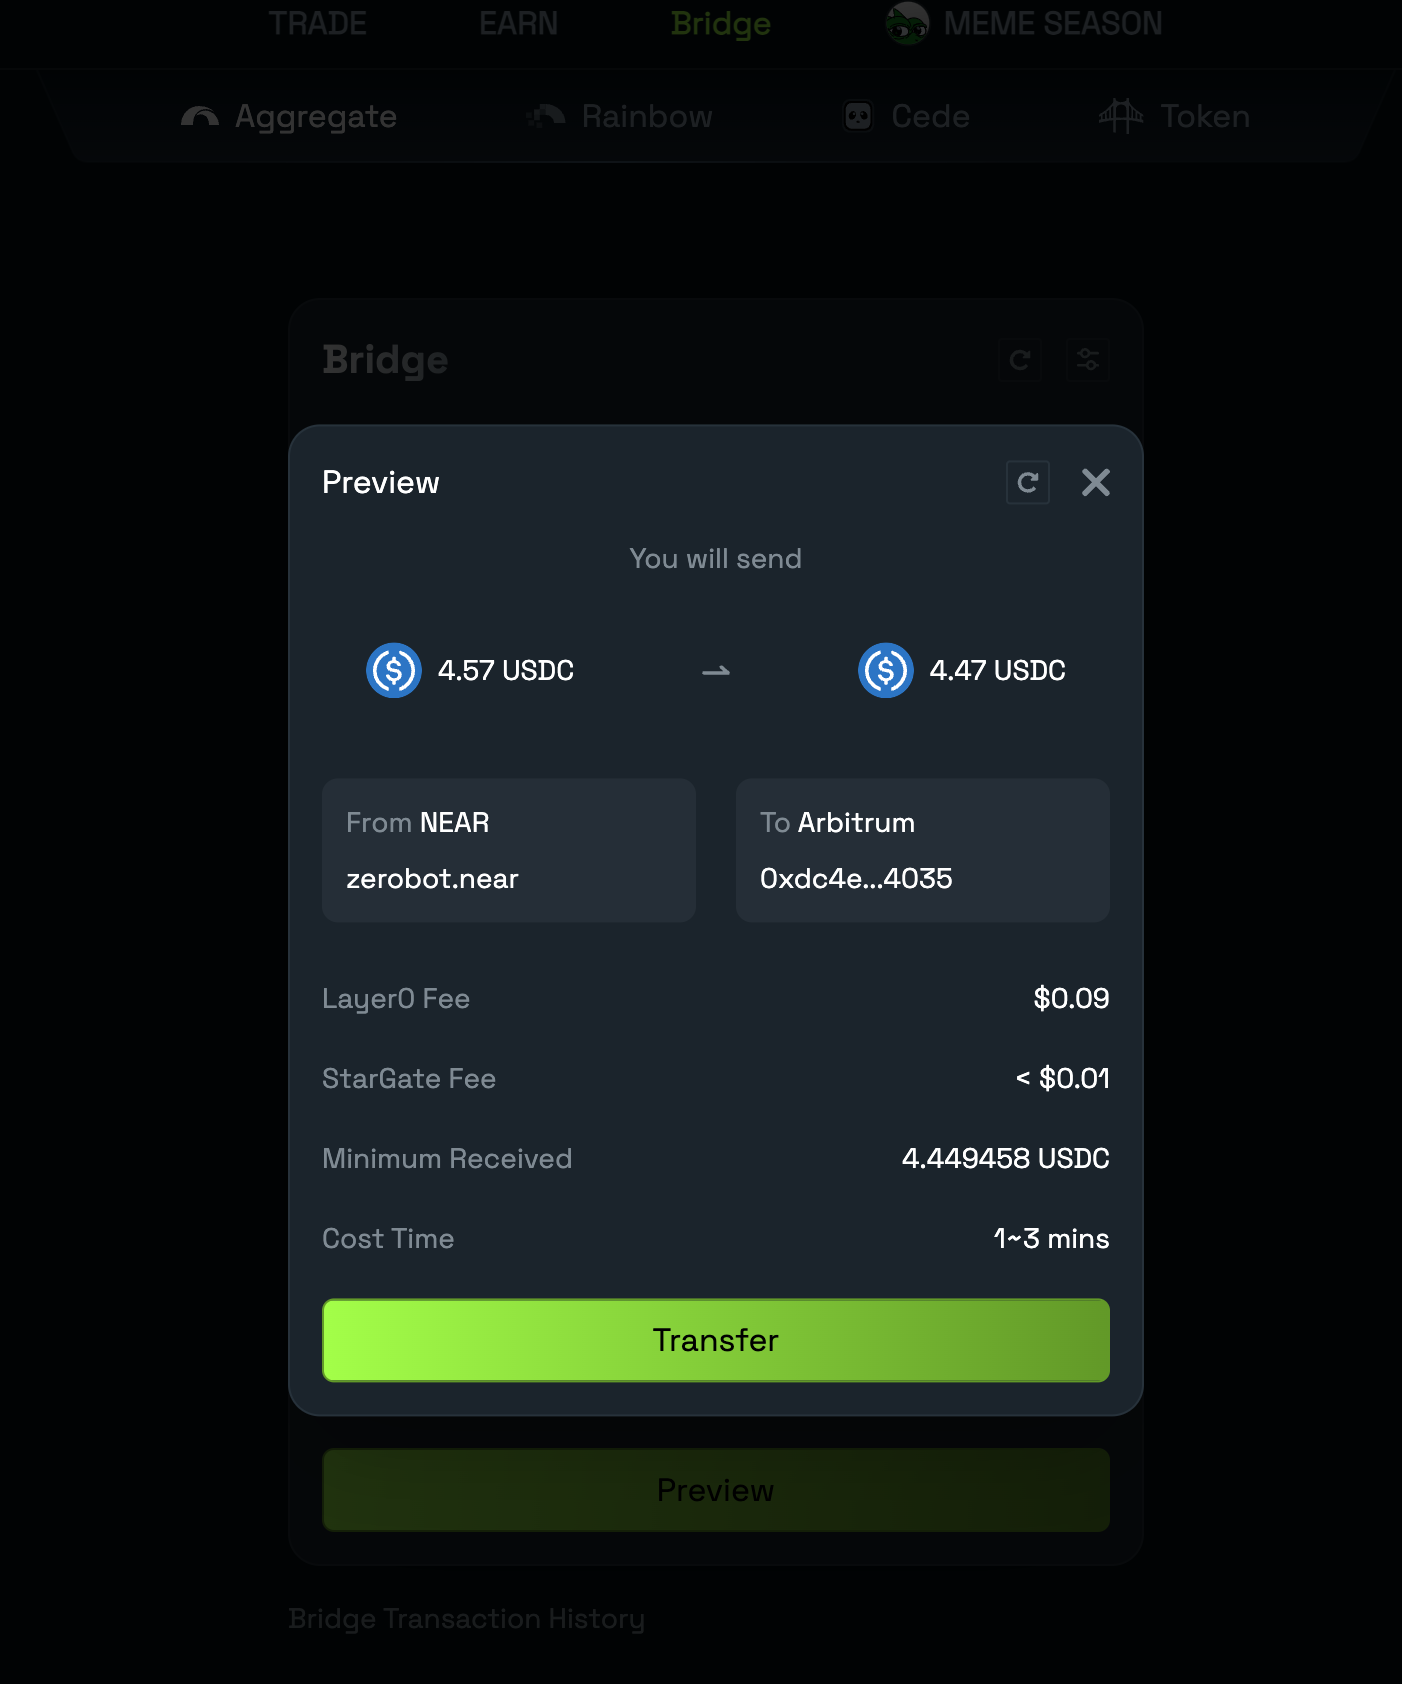 TRADE EARN Bridge MEME SEASON
Aggregate Rainbow Cede Token
Bridge
Preview
You will send
4.57 USDC ⇀ 4.47 USDC
From NEAR
zerobot.near
To Arbitrum
0xdc4e...4035
Layer0 Fee $0.09
StarGate Fee < $0.01
Minimum Received 4.449458 USDC
Cost Time 1~3 mins
Transfer
Preview
Bridge Transaction History